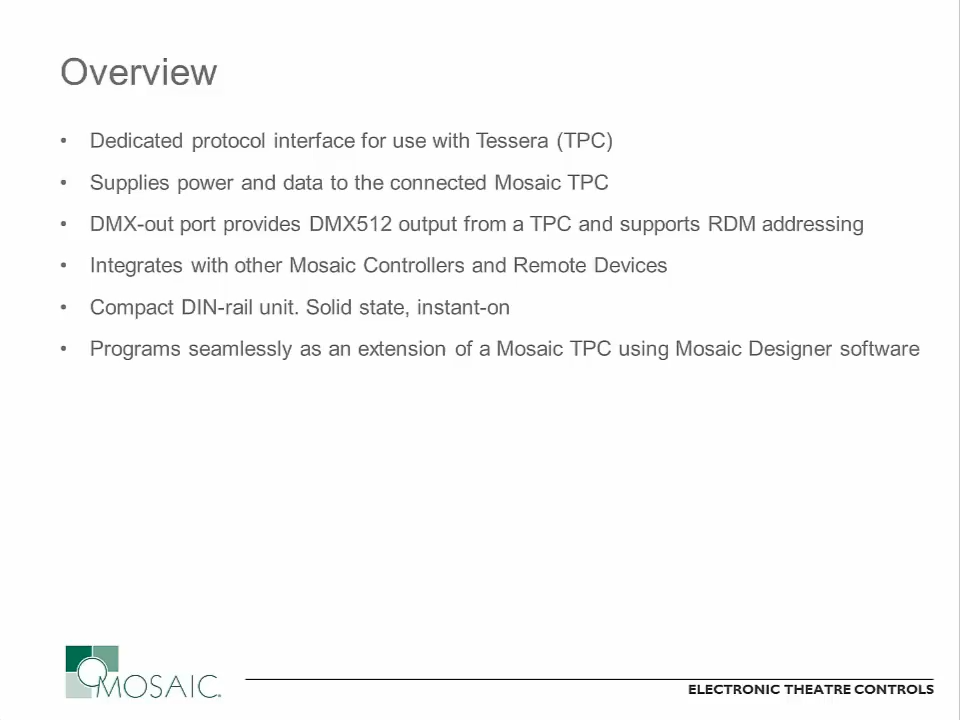 Overview
• Dedicated protocol interface for use with Tessera (TPC)
• Supplies power and data to the connected Mosaic TPC
• DMX-out port provides DMX512 output from a TPC and supports RDM addressing
• Integrates with other Mosaic Controllers and Remote Devices
• Compact DIN-rail unit. Solid state, instant-on
• Programs seamlessly as an extension of a Mosaic TPC using Mosaic Designer software
MOSAIC
ELECTRONIC THEATRE CONTROLS